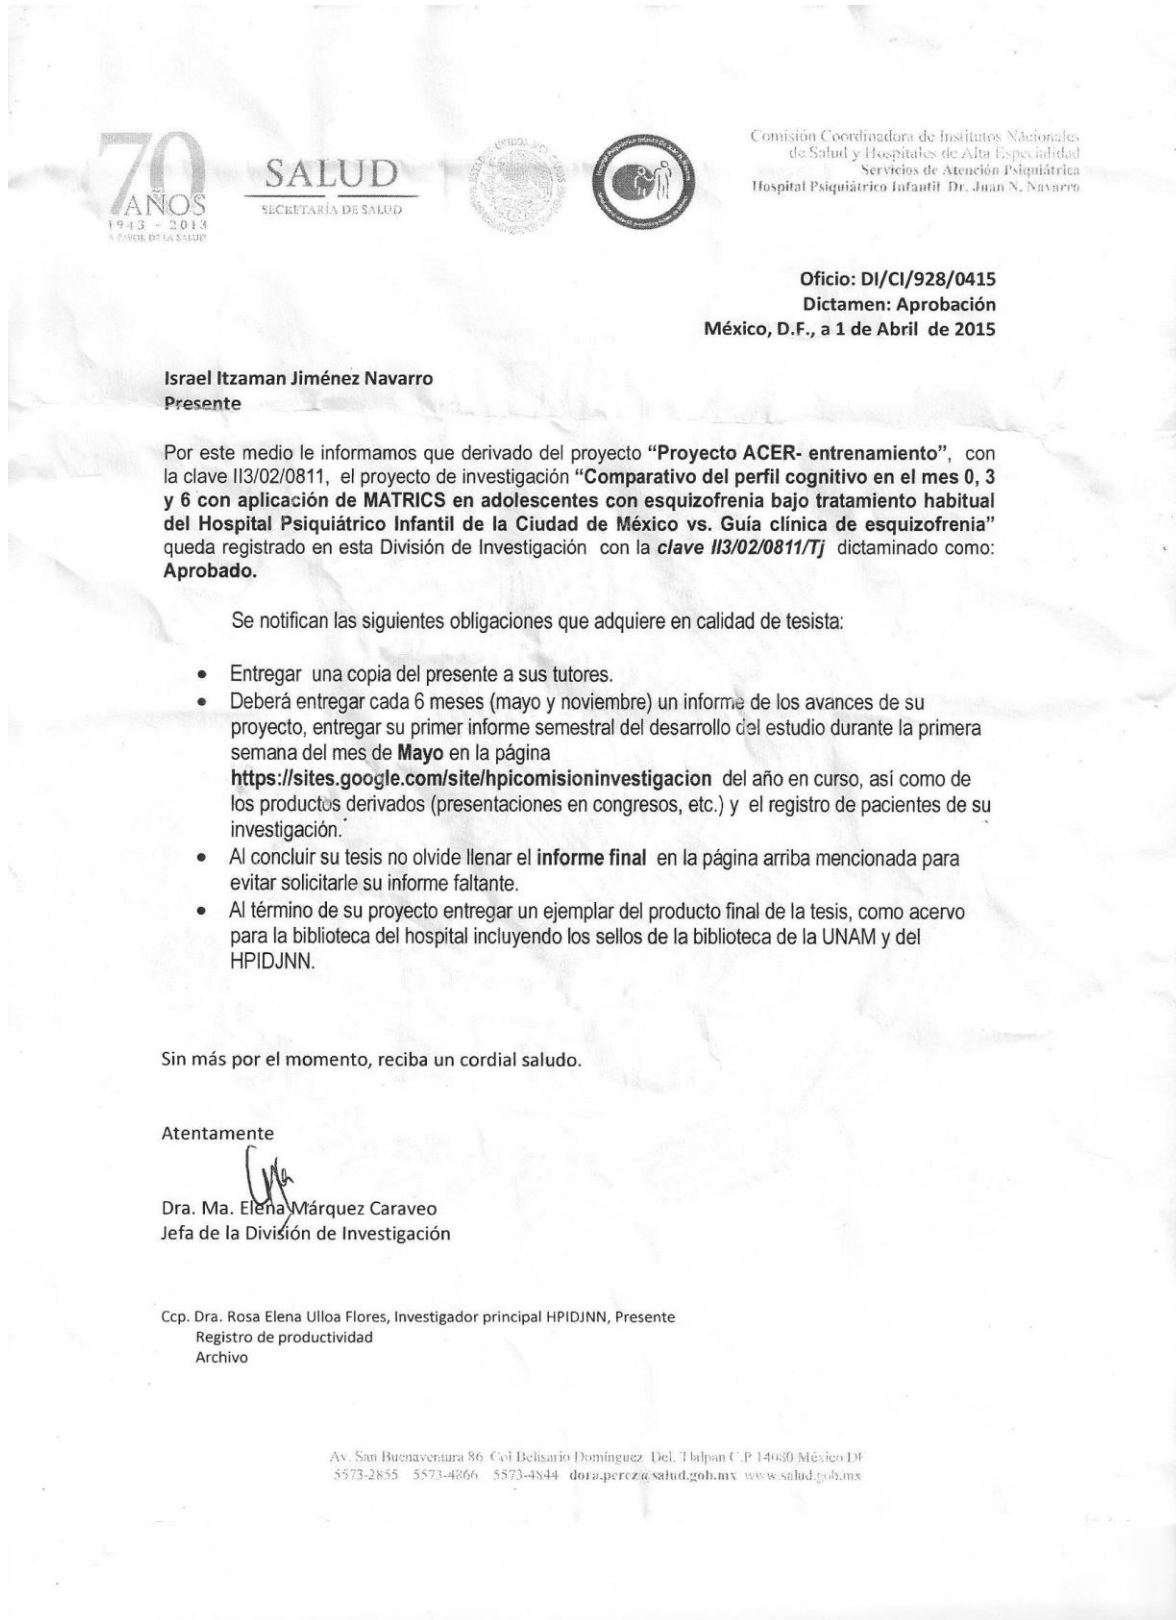 70
AÑOS
1943 - 2013
A FAVOR DE LA SALUD
SALUD
SECRETARÍA DE SALUD
Comisión Coordinadora de Institutos Nacionales
de Salud y Hospitales de Alta Especialidad
Servicios de Atención Psiquiátrica
Hospital Psiquiátrico Infantil Dr. Juan N. Navarro
Oficio: DI/CI/928/0415
Dictamen: Aprobación
México, D.F., a 1 de Abril de 2015
Israel Itzaman Jiménez Navarro
Presente
Por este medio le informamos que derivado del proyecto “Proyecto ACER- entrenamiento”, con
la clave II3/02/0811, el proyecto de investigación “Comparativo del perfil cognitivo en el mes 0, 3
y 6 con aplicación de MATRICS en adolescentes con esquizofrenia bajo tratamiento habitual
del Hospital Psiquiátrico Infantil de la Ciudad de México vs. Guía clínica de esquizofrenia”
queda registrado en esta División de Investigación con la clave II3/02/0811/Tj dictaminado como:
Aprobado.
Se notifican las siguientes obligaciones que adquiere en calidad de tesista:
• Entregar una copia del presente a sus tutores.
• Deberá entregar cada 6 meses (mayo y noviembre) un informe de los avances de su
proyecto, entregar su primer informe semestral del desarrollo del estudio durante la primera
semana del mes de Mayo en la página
https://sites.google.com/site/hpicomisioninvestigacion del año en curso, así como de
los productos derivados (presentaciones en congresos, etc.) y el registro de pacientes de su
investigación.
• Al concluir su tesis no olvide llenar el informe final en la página arriba mencionada para
evitar solicitarle su informe faltante.
• Al término de su proyecto entregar un ejemplar del producto final de la tesis, como acervo
para la biblioteca del hospital incluyendo los sellos de la biblioteca de la UNAM y del
HPIDJNN.
Sin más por el momento, reciba un cordial saludo.
Atentamente
Dra. Ma. Elena Márquez Caraveo
Jefa de la División de Investigación
Ccp. Dra. Rosa Elena Ulloa Flores, Investigador principal HPIDJNN, Presente
Registro de productividad
Archivo
Av. San Buenaventura 86 Col Belisario Domínguez Del. Tlalpan C.P 14080 México DF
5573-2855 5573-4866 5573-4844 dora.perez@salud.gob.mx www.salud.gob.mx